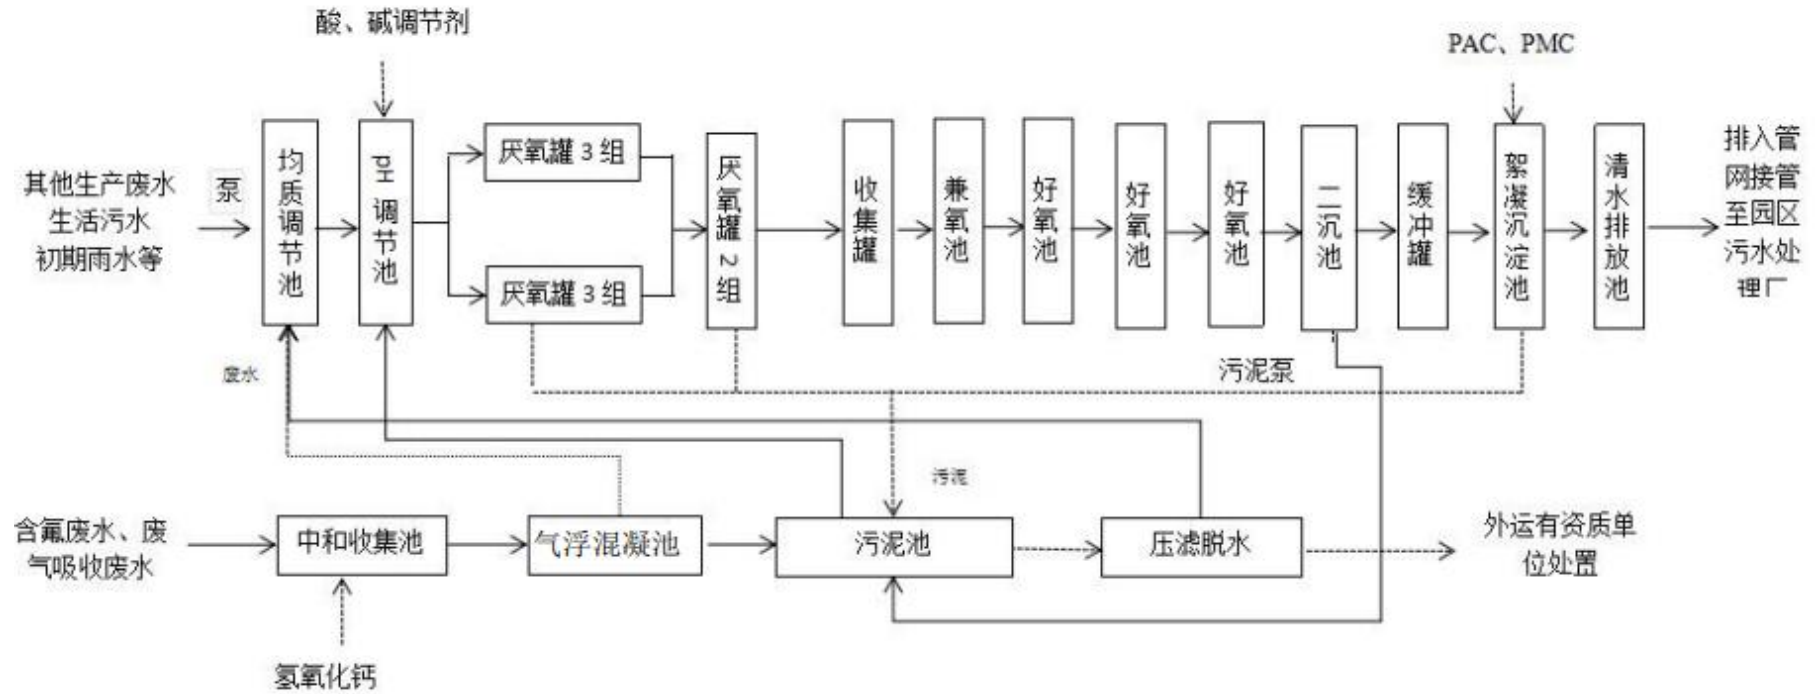 酸、碱调节剂
PAC、PMC
其他生产废水
生活污水
初期雨水等
泵
均质调节池
pH调节池
厌氧罐3组
厌氧罐3组
厌氧罐2组
收集罐
兼氧池
好氧池
好氧池
好氧池
二沉池
缓冲罐
絮凝沉淀池
清水排放池
排入管
网接管
至园区
污水处
理厂
废水
污泥泵
污泥
含氟废水、废
气吸收废水
中和收集池
气浮混凝池
污泥池
压滤脱水
外运有资质单
位处置
氢氧化钙